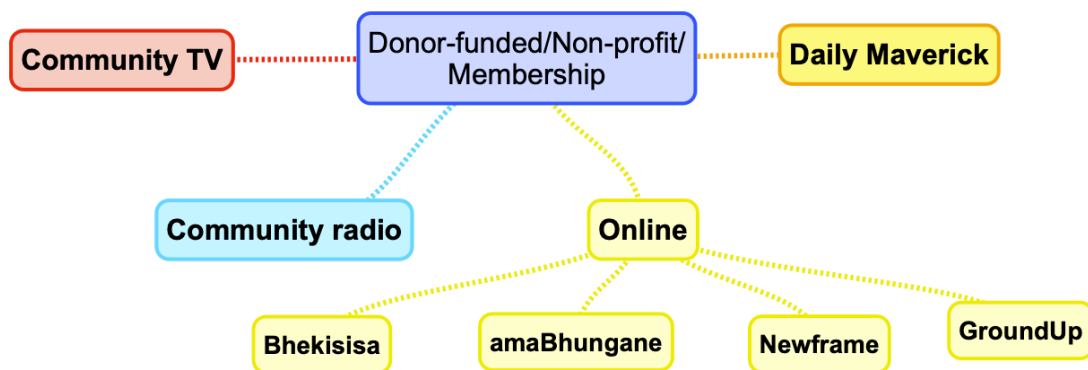 Community TV
Donor-funded/Non-profit/
Membership
Daily Maverick
Community radio
Online
Bhekisisa
amaBhungane
Newframe
GroundUp